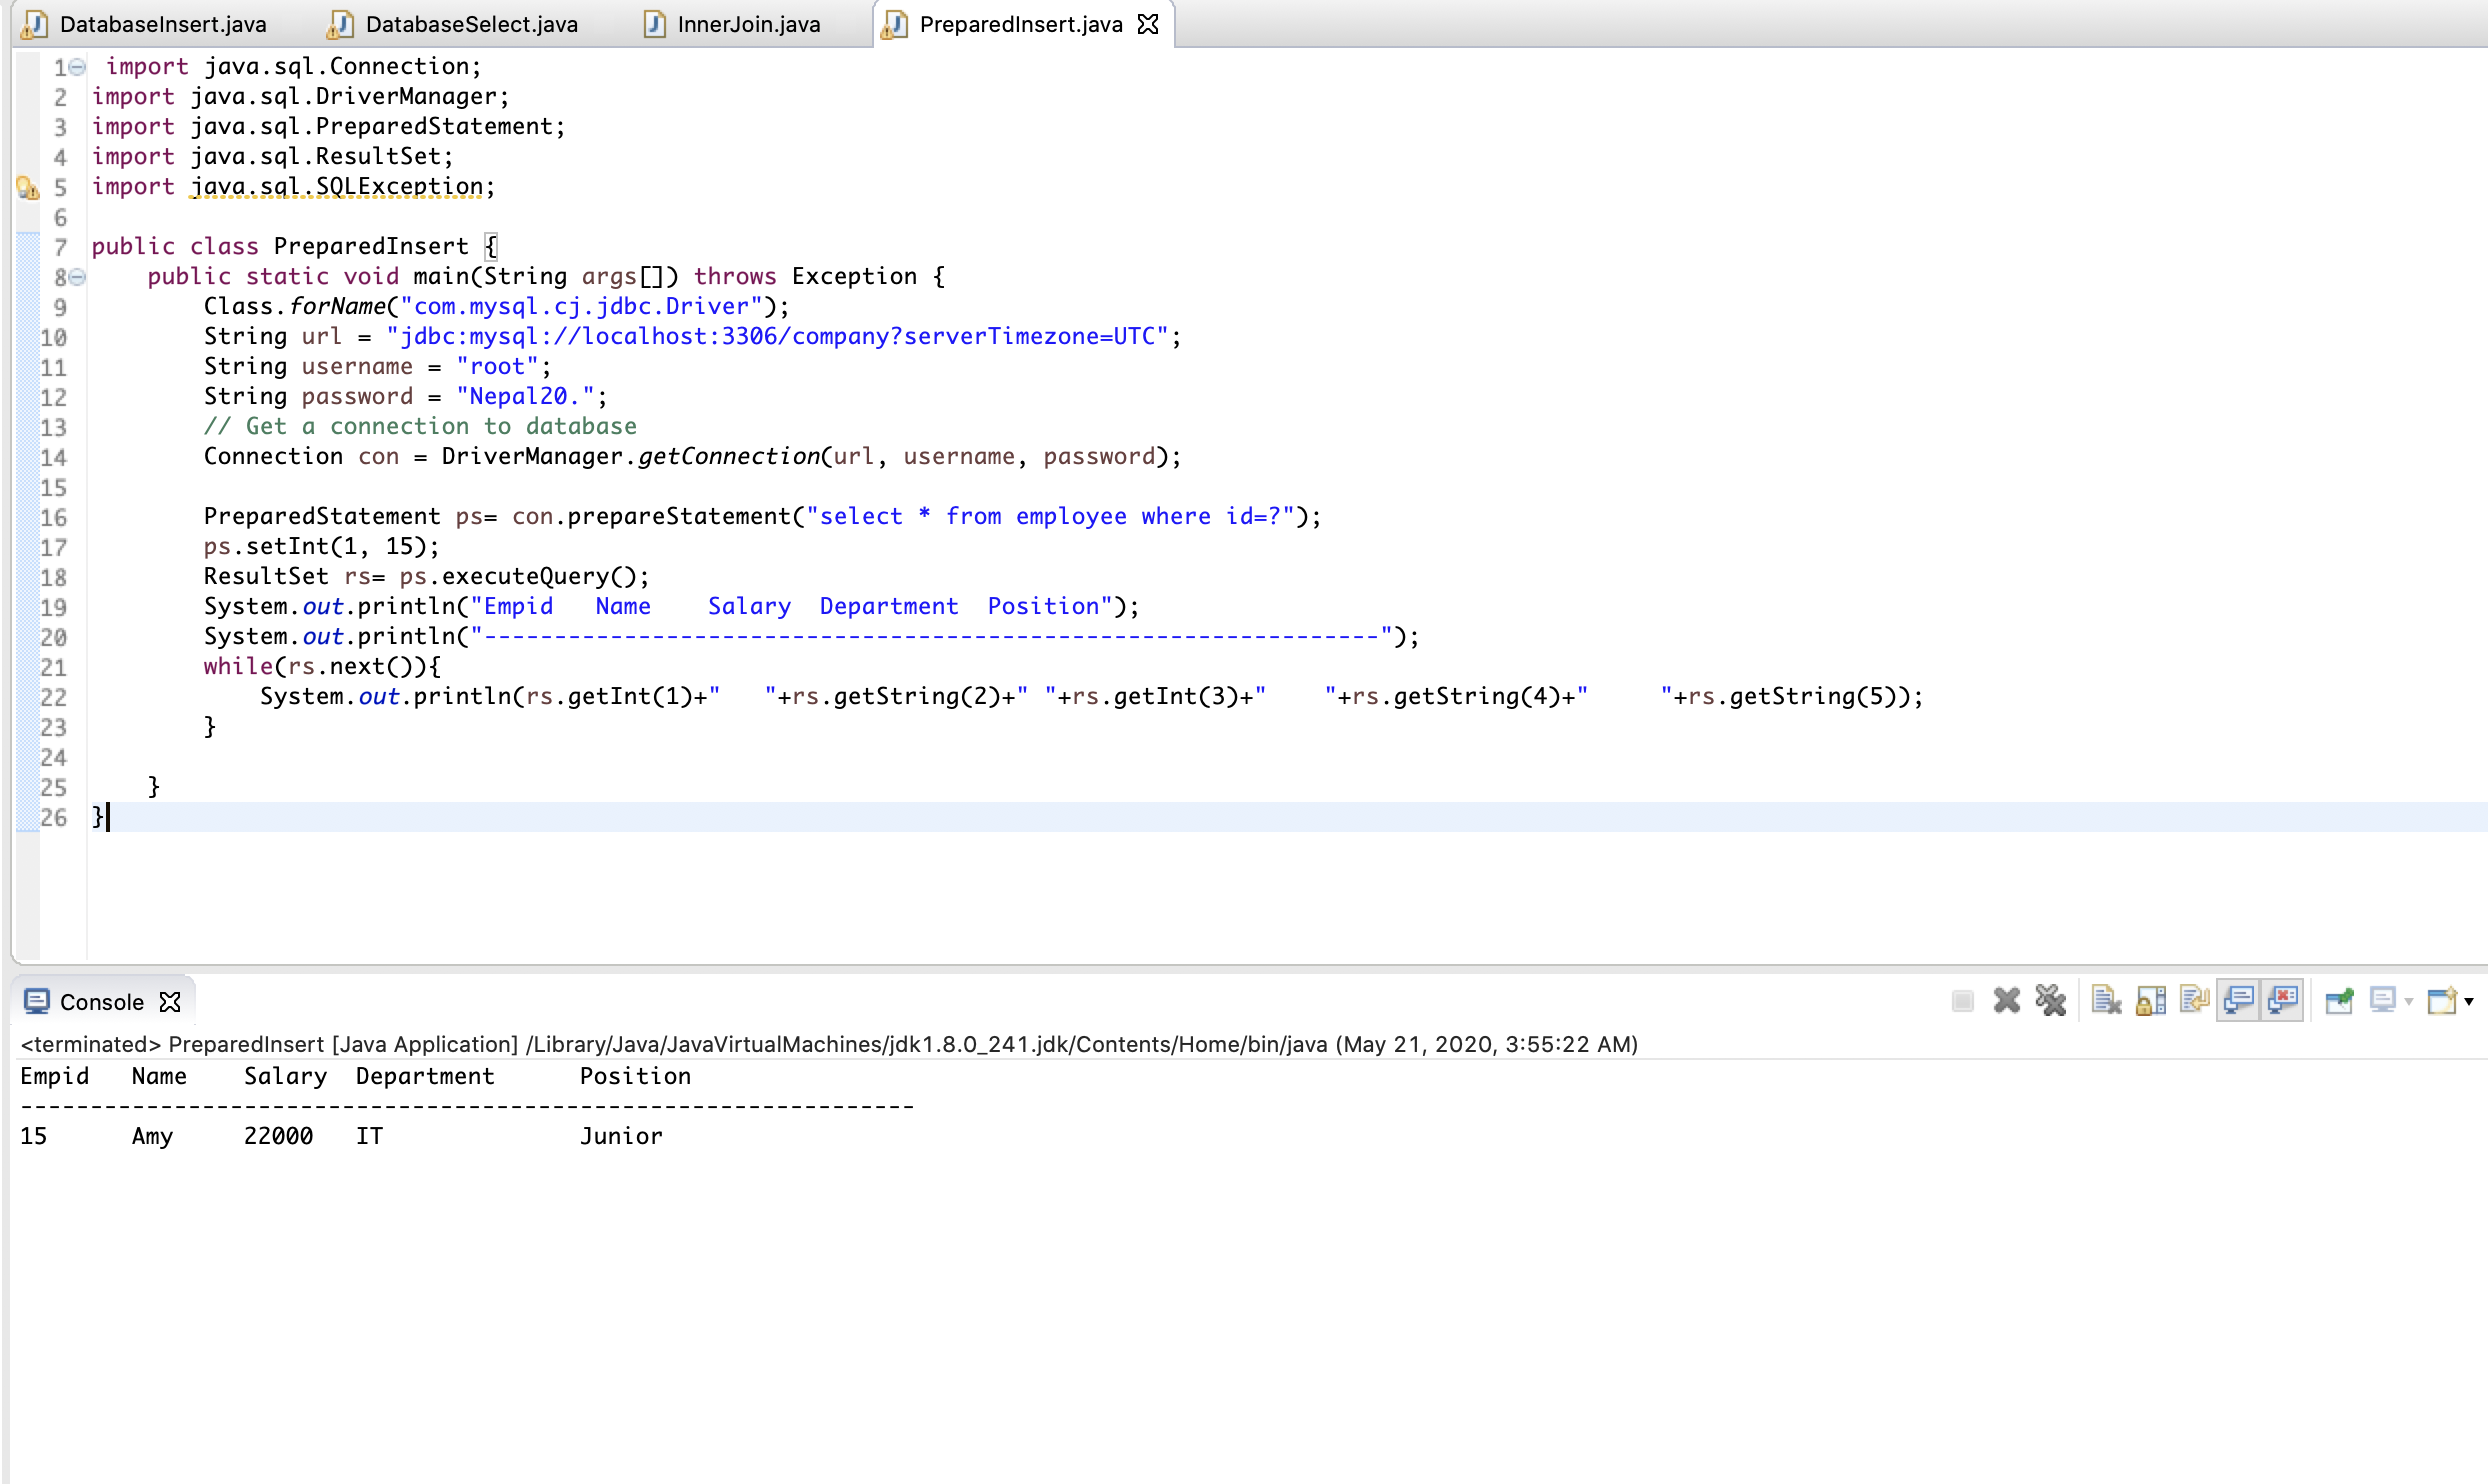 DatabaseInsert.java DatabaseSelect.java InnerJoin.java PreparedInsert.java
1 import java.sql.Connection;
2 import java.sql.DriverManager;
3 import java.sql.PreparedStatement;
4 import java.sql.ResultSet;
5 import java.sql.SQLException;
6
7 public class PreparedInsert {
8     public static void main(String args[]) throws Exception {
9         Class.forName("com.mysql.cj.jdbc.Driver");
10         String url = "jdbc:mysql://localhost:3306/company?serverTimezone=UTC";
11         String username = "root";
12         String password = "Nepal20.";
13         // Get a connection to database
14         Connection con = DriverManager.getConnection(url, username, password);
15
16         PreparedStatement ps= con.prepareStatement("select * from employee where id=?");
17         ps.setInt(1, 15);
18         ResultSet rs= ps.executeQuery();
19         System.out.println("Empid   Name    Salary  Department  Position");
20         System.out.println("----------------------------------------------------------------");
21         while(rs.next()){
22             System.out.println(rs.getInt(1)+"   "+rs.getString(2)+" "+rs.getInt(3)+"    "+rs.getString(4)+"     "+rs.getString(5));
23         }
24
25     }
26 }
Console
<terminated> PreparedInsert [Java Application] /Library/Java/JavaVirtualMachines/jdk1.8.0_241.jdk/Contents/Home/bin/java (May 21, 2020, 3:55:22 AM)
Empid   Name    Salary  Department      Position
----------------------------------------------------------------
15      Amy     22000   IT              Junior